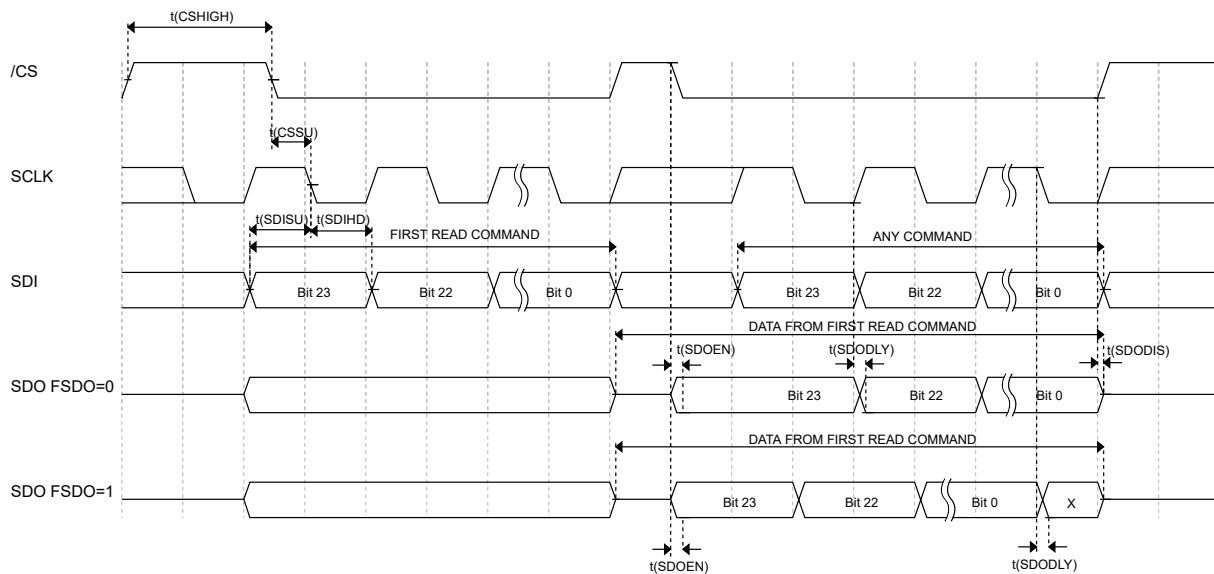 t(CSHIGH)
/CS
t(CSSU)
SCLK
t(SDISU) t(SDIHD)
FIRST READ COMMAND ANY COMMAND
SDI Bit 23 Bit 22 Bit 0 Bit 23 Bit 22 Bit 0
DATA FROM FIRST READ COMMAND
t(SDOEN) t(SDODLY) t(SDODIS)
SDO FSDO=0 Bit 23 Bit 22 Bit 0
DATA FROM FIRST READ COMMAND
SDO FSDO=1 Bit 23 Bit 22 Bit 0 X
t(SDOEN) t(SDODLY)